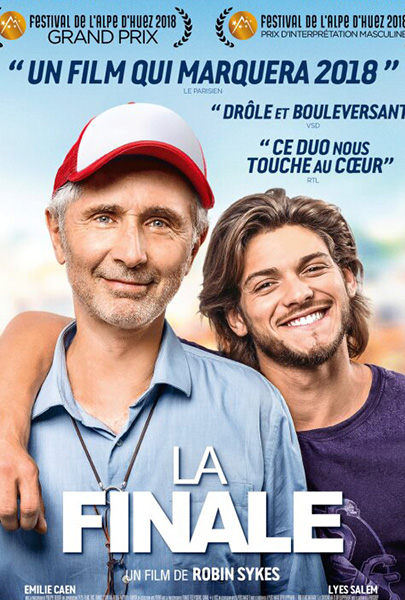 FESTIVAL DE L'ALPE D'HUEZ 2018
GRAND PRIX
FESTIVAL DE L'ALPE D'HUEZ 2018
PRIX D'INTERPRÉTATION MASCULINE
“ UN FILM QUI MARQUERA 2018 ”
LE PARISIEN
“ DRÔLE ET BOULEVERSANT
VSD
“ CE DUO NOUS
TOUCHE AU CŒUR”
RTL
LA
FINALE
UN FILM DE ROBIN SYKES
EMILIE CAEN
LYES SALEM